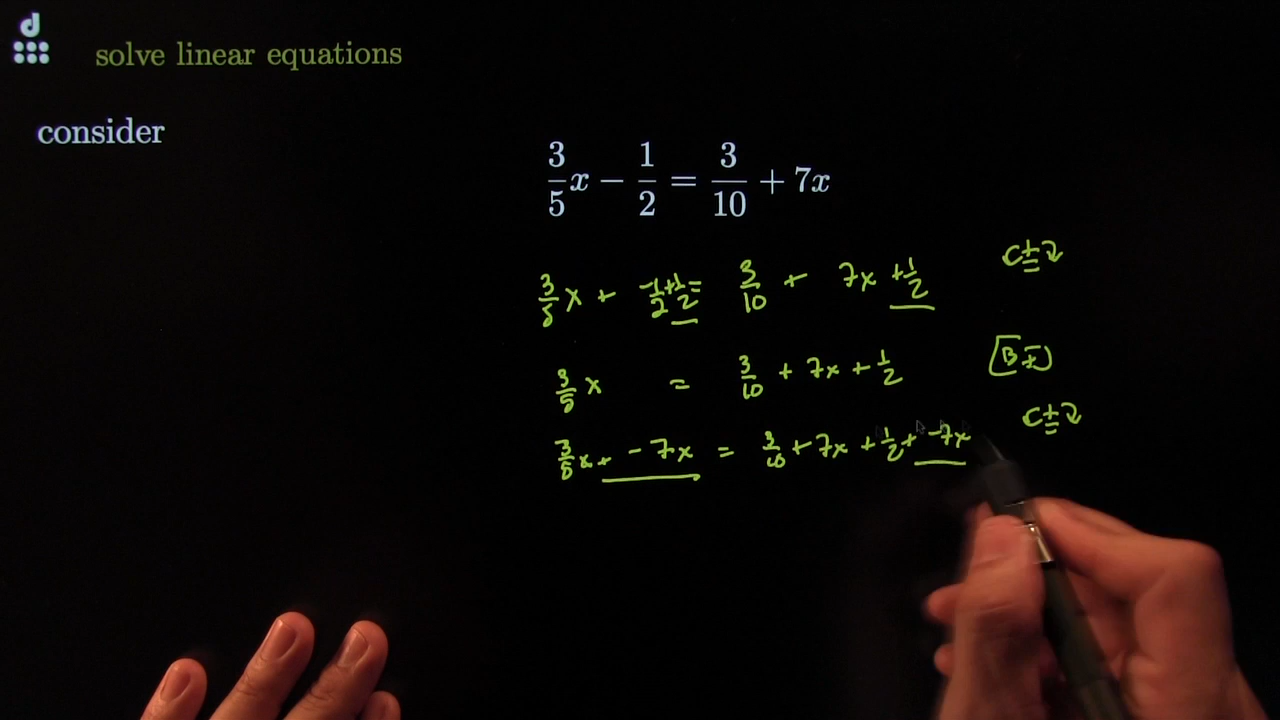 d
solve linear equations
consider
3/5 x − 1/2 = 3/10 + 7x
3/5 x + -1/2 + 1/2 = 3/10 + 7x + 1/2 C±2
3/5 x = 3/10 + 7x + 1/2
3/5 x + - 7x = 3/10 + 7x + 1/2 + -7x C±2